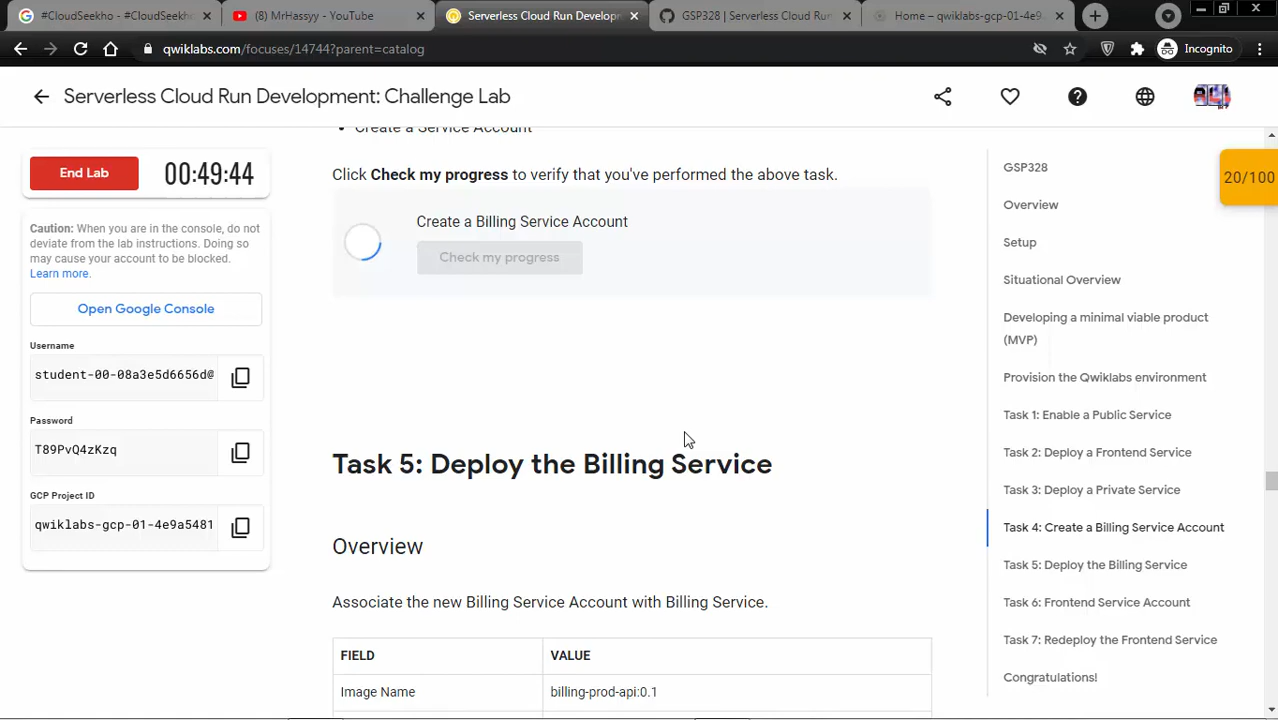 #CloudSeekho - #CloudSeekh
(8) MrHassyy - YouTube
Serverless Cloud Run Developm
GSP328 | Serverless Cloud Run
Home – qwiklabs-gcp-01-4e9
qwiklabs.com/focuses/14744?parent=catalog
Incognito
Serverless Cloud Run Development: Challenge Lab
End Lab
00:49:44
Caution: When you are in the console, do not
deviate from the lab instructions. Doing so
may cause your account to be blocked.
Learn more.
Open Google Console
Username
student-00-08a3e5d6656d@
Password
T89PvQ4zKzq
GCP Project ID
qwiklabs-gcp-01-4e9a5481
• Create a Service Account
Click Check my progress to verify that you've performed the above task.
Create a Billing Service Account
Check my progress
Task 5: Deploy the Billing Service
Overview
Associate the new Billing Service Account with Billing Service.
FIELD VALUE
Image Name billing-prod-api:0.1
GSP328
Overview
Setup
Situational Overview
Developing a minimal viable product
(MVP)
Provision the Qwiklabs environment
Task 1: Enable a Public Service
Task 2: Deploy a Frontend Service
Task 3: Deploy a Private Service
Task 4: Create a Billing Service Account
Task 5: Deploy the Billing Service
Task 6: Frontend Service Account
Task 7: Redeploy the Frontend Service
Congratulations!
20/100